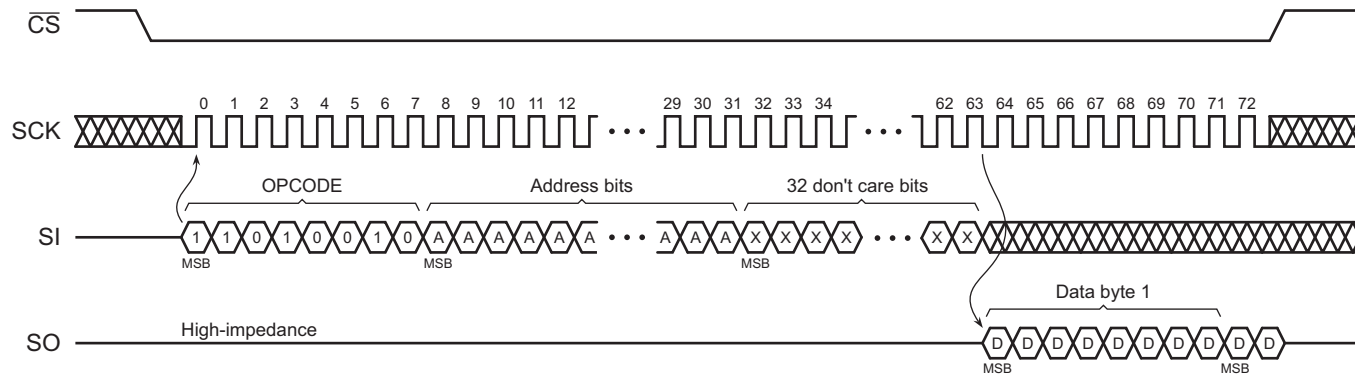 CS
0 1 2 3 4 5 6 7 8 9 10 11 12 29 30 31 32 33 34 62 63 64 65 66 67 68 69 70 71 72
SCK
OPCODE Address bits 32 don't care bits
SI 1 1 0 1 0 0 1 0 A A A A A A A A A X X X X X X
MSB MSB MSB
Data byte 1
High-impedance
SO D D D D D D D D D D
MSB MSB